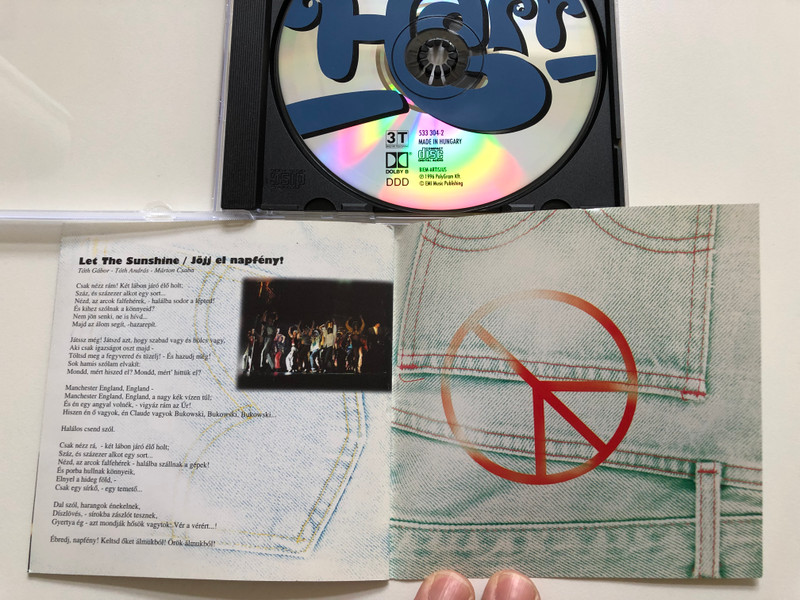 Hair
3T
DOLBY B
DDD
533 304-2
MADE IN HUNGARY
COMPACT
disc
DIGITAL AUDIO
BIEM-ARTISJUS
℗ 1996 PolyGram Kft
© EMI Music Publishing
Let The Sunshine / Jöjj el napfény!
Tóth Gábor - Tóth András - Márton Csaba
Csak nézz rám! Két lábon járó élő holt;
Száz, és százezer alkot egy sort...
Nézd, az arcok falfehérek, - halálba sodor a lépted!
És kihez szólnak a könnyeid?
Nem jön senki, ne is hívd...
Majd az álom segít, -hazarepít.
Játssz még! Játszd azt, hogy szabad vagy és bölcs vagy,
Aki csak igazságot oszt majd -
Töltsd meg a fegyvered és tüzelj! - És hazudj még!
Sok hamis szólam elvakít:
Mondd, mért hiszed el? Mondd, mért' hittük el?
Manchester England, England -
Manchester England, England, a nagy kék vízen túl;
És én egy angyal volnék, - vigyáz rám az Úr!
Hiszen én ő vagyok, én Claude vagyok Bukowski, Bukowski, Bukowski...
Halálos csend szól.
Csak nézz rá, - két lábon járó élő holt;
Száz, és százezer alkot egy sort...
Nézd, az arcok falfehérek - halálba szállnak a gépek!
És porba hullnak könnyeik,
Elnyel a hideg föld, -
Csak egy sírkő, - egy temető...
Dal szól, harangok énekelnek,
Díszlövés, - sírokba zászlót tesznek,
Gyertya ég - azt mondják hősök vagytok: Vér a vérért...!
Ébredj, napfény! Keltsd őket álmukból! Örök álmukból!